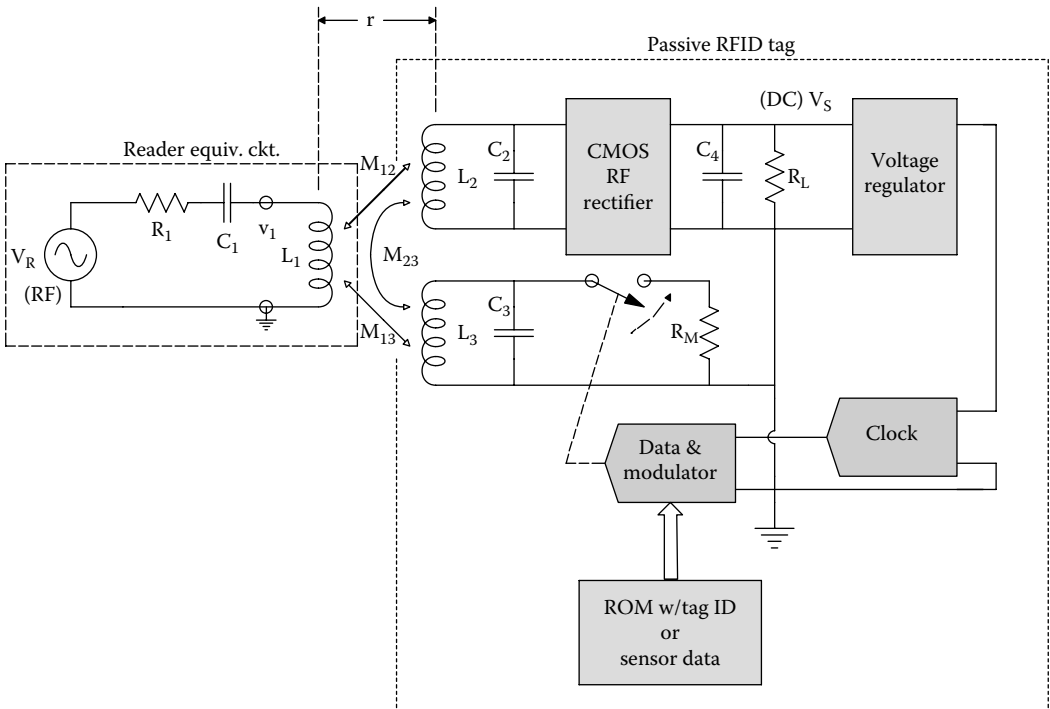 r
Passive RFID tag
(DC) V_S
Reader equiv. ckt.
M_12
C_2
L_2
CMOS
RF
rectifier
C_4
R_L
Voltage
regulator
R_1
C_1
v_1
L_1
V_R
(RF)
M_23
M_13
C_3
L_3
R_M
Data &
modulator
Clock
ROM w/tag ID
or
sensor data